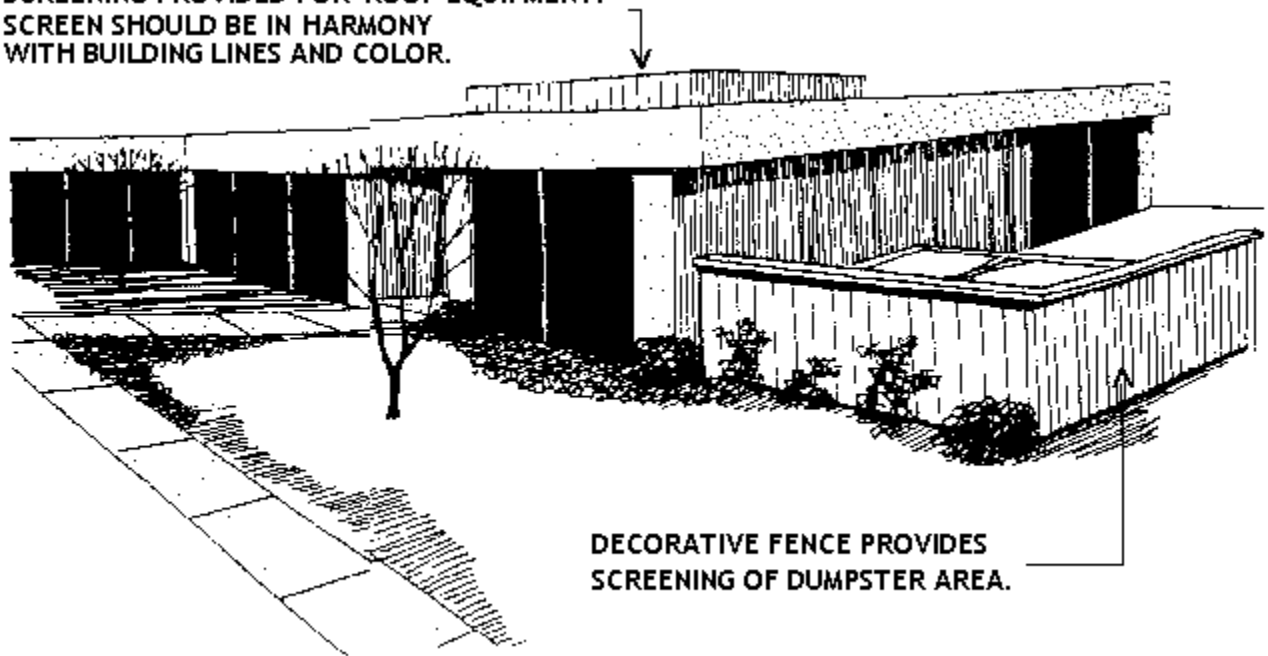 SCREENING PROVIDED FOR ROOF EQUIPMENT.
SCREEN SHOULD BE IN HARMONY
WITH BUILDING LINES AND COLOR.
DECORATIVE FENCE PROVIDES
SCREENING OF DUMPSTER AREA.